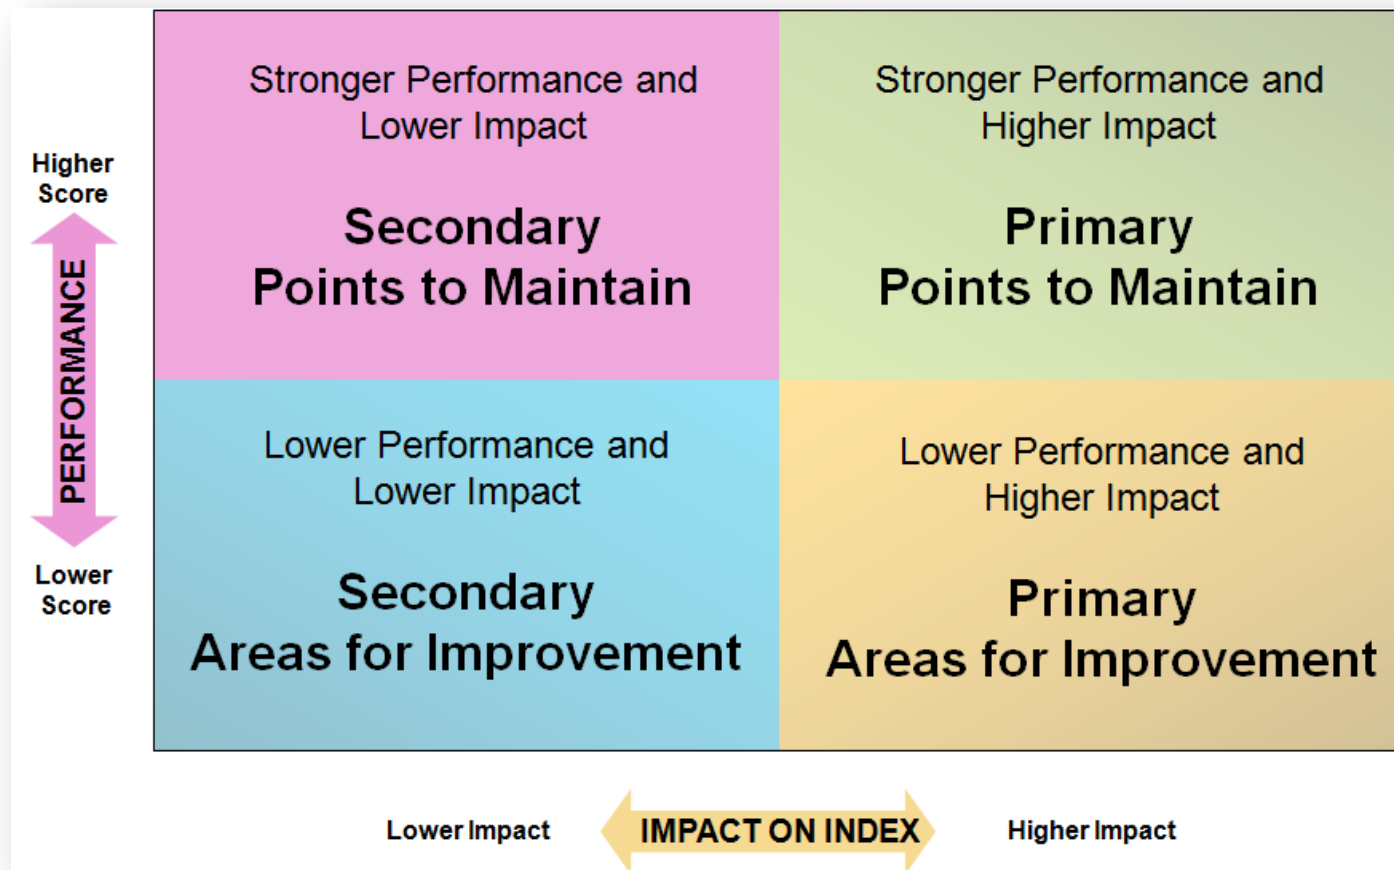 Stronger Performance and
Lower Impact
Secondary
Points to Maintain
Stronger Performance and
Higher Impact
Primary
Points to Maintain
Higher
Score
PERFORMANCE
Lower
Score
Lower Performance and
Lower Impact
Secondary
Areas for Improvement
Lower Performance and
Higher Impact
Primary
Areas for Improvement
Lower Impact
IMPACT ON INDEX
Higher Impact